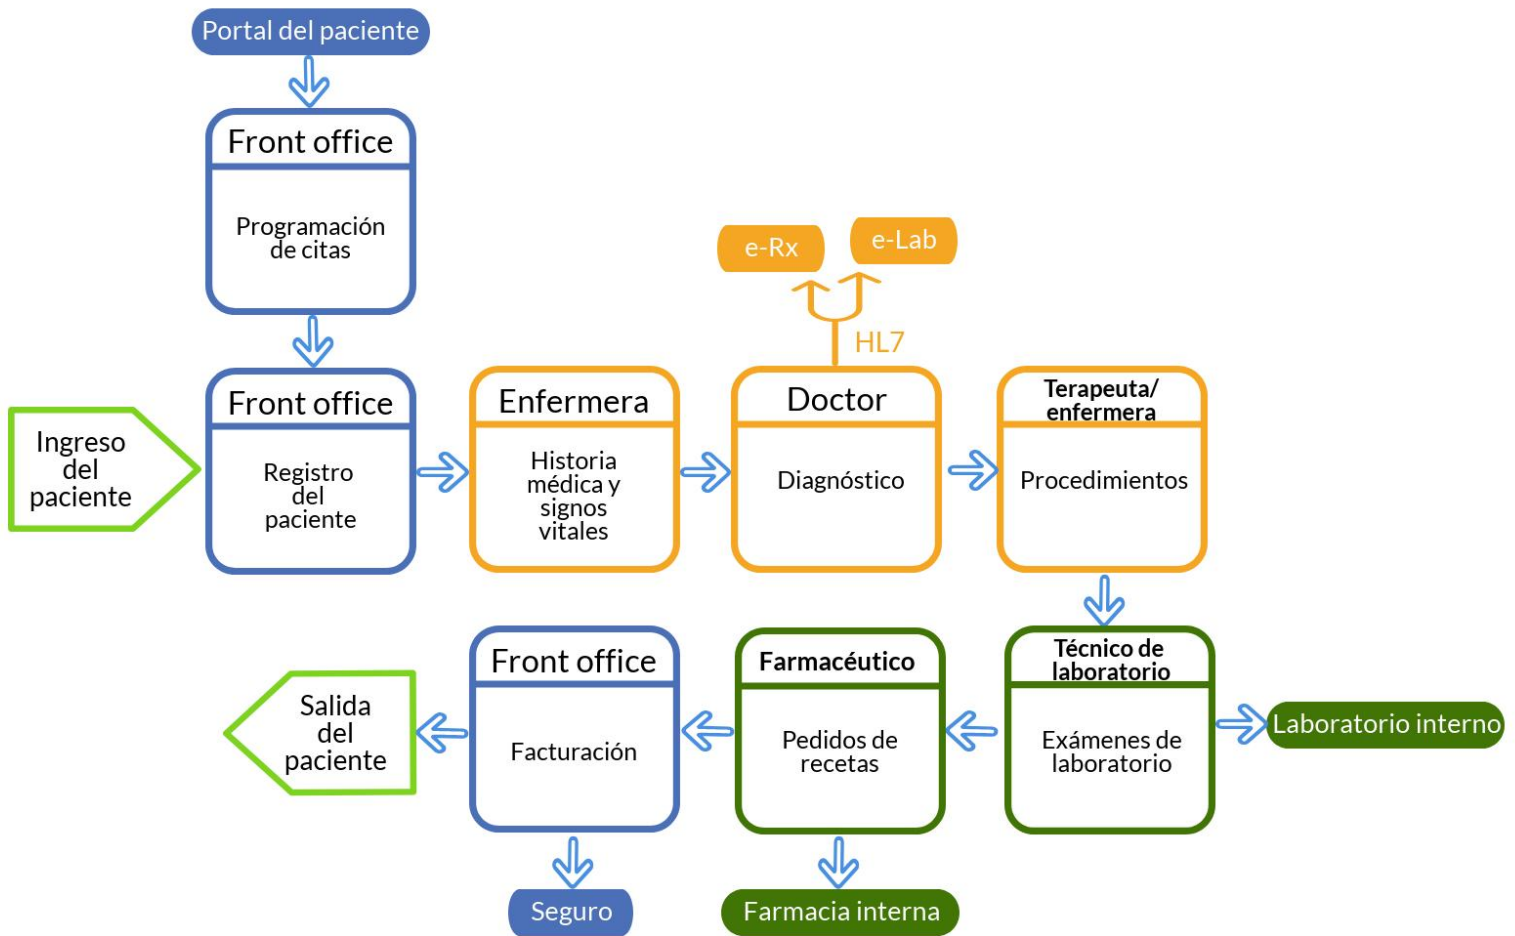 Portal del paciente
Front office
Programación
de citas
e-Rx
e-Lab
HL7
Ingreso
del
paciente
Front office
Registro
del
paciente
Enfermera
Historia
médica y
signos
vitales
Doctor
Diagnóstico
Terapeuta/
enfermera
Procedimientos
Salida
del
paciente
Front office
Facturación
Farmacéutico
Pedidos de
recetas
Técnico de
laboratorio
Exámenes de
laboratorio
Laboratorio interno
Seguro
Farmacia interna